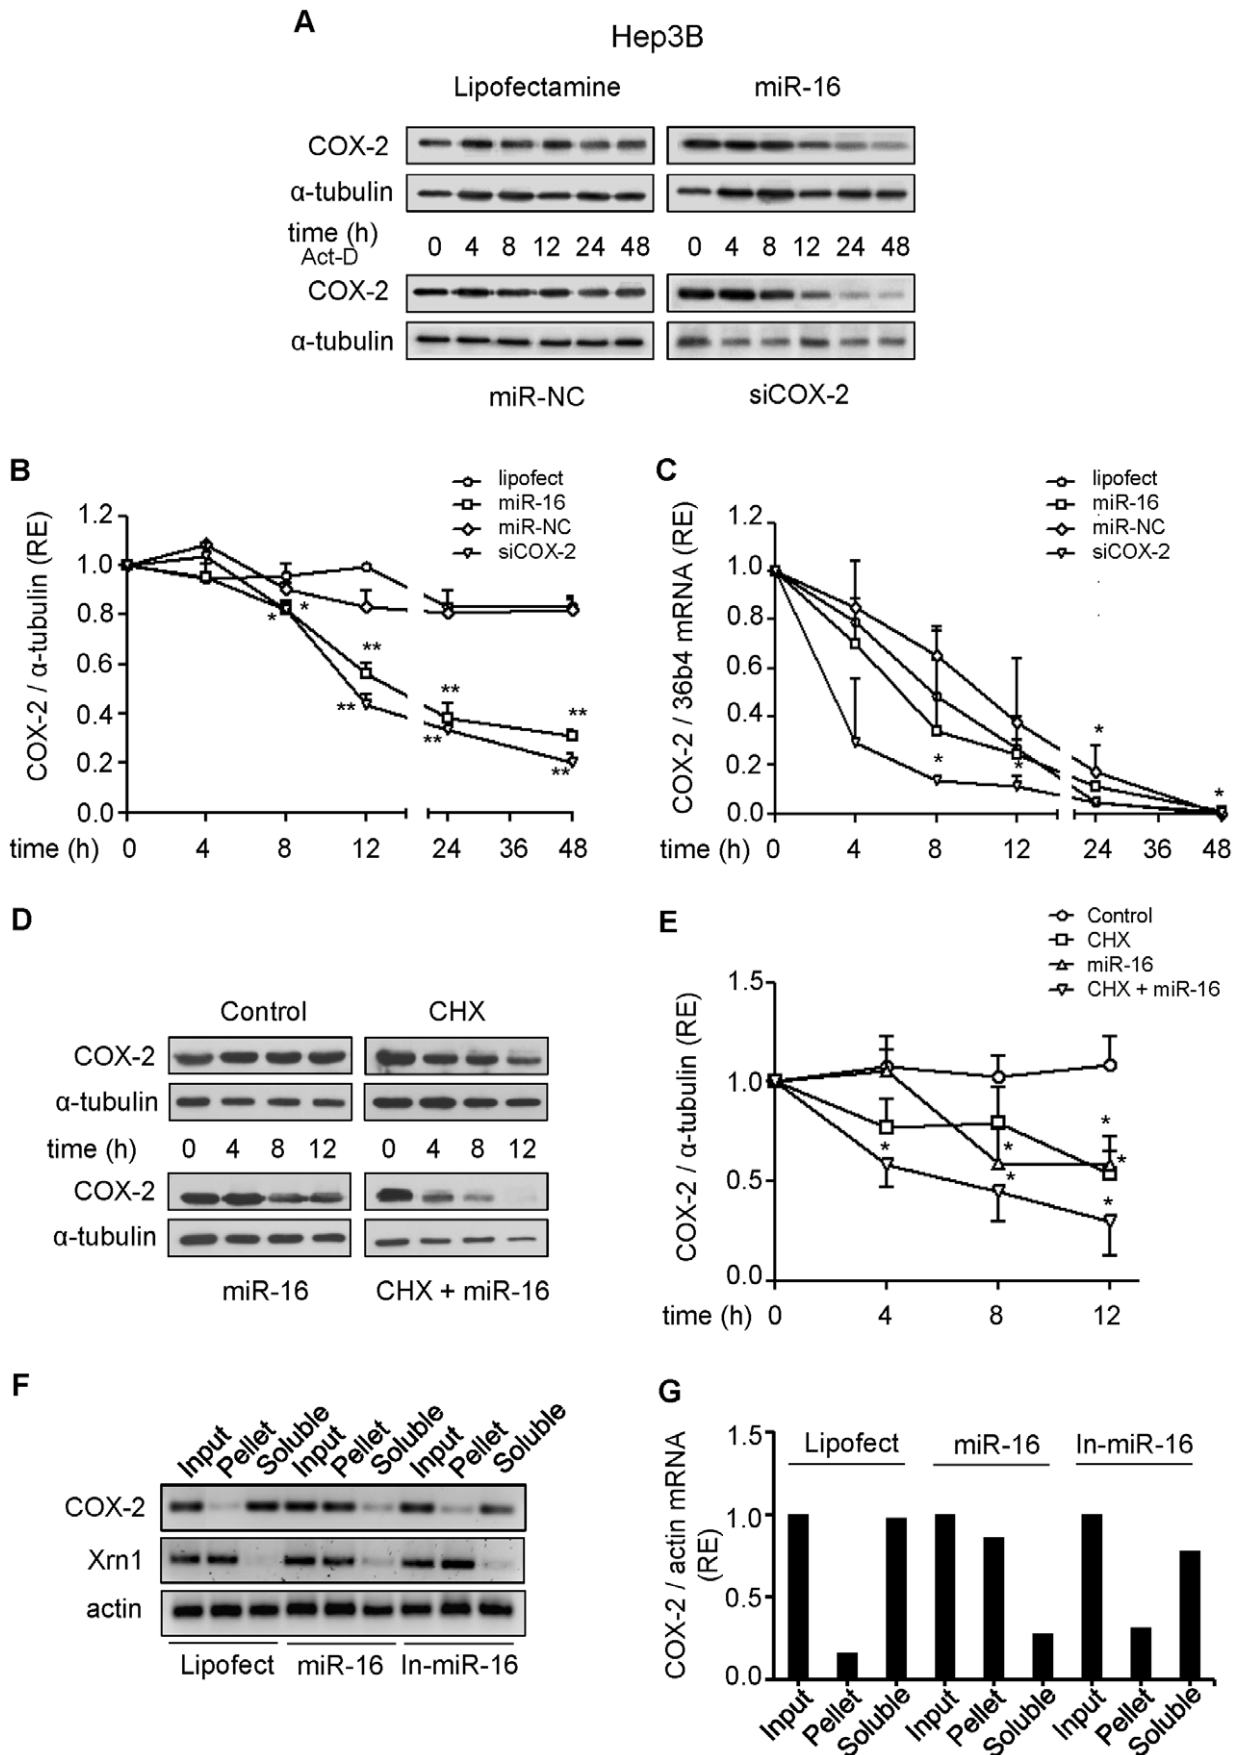 A
Hep3B
Lipofectamine miR-16
COX-2
α-tubulin
time (h) 0 4 8 12 24 48 0 4 8 12 24 48
Act-D
COX-2
α-tubulin
miR-NC siCOX-2
B
lipofect
miR-16
miR-NC
siCOX-2
COX-2 / α-tubulin (RE)
1.2
1.0
0.8
0.6
0.4
0.2
0.0
* *
** **
** **
** **
time (h) 0 4 8 12 24 36 48
C
lipofect
miR-16
miR-NC
siCOX-2
COX-2 / 36b4 mRNA (RE)
1.2
1.0
0.8
0.6
0.4
0.2
0.0
* * * *
time (h) 0 4 8 12 24 36 48
D
Control CHX
COX-2
α-tubulin
time (h) 0 4 8 12 0 4 8 12
COX-2
α-tubulin
miR-16 CHX + miR-16
E
Control
CHX
miR-16
CHX + miR-16
COX-2 / α-tubulin (RE)
1.5
1.0
0.5
0.0
* * * * * *
time (h) 0 4 8 12
F
Input Pellet Soluble Input Pellet Soluble Input Pellet Soluble
COX-2
Xrn1
actin
Lipofect miR-16 In-miR-16
G
COX-2 / actin mRNA
(RE)
1.5
1.0
0.5
0.0
Lipofect miR-16 In-miR-16
Input Pellet Soluble Input Pellet Soluble Input Pellet Soluble